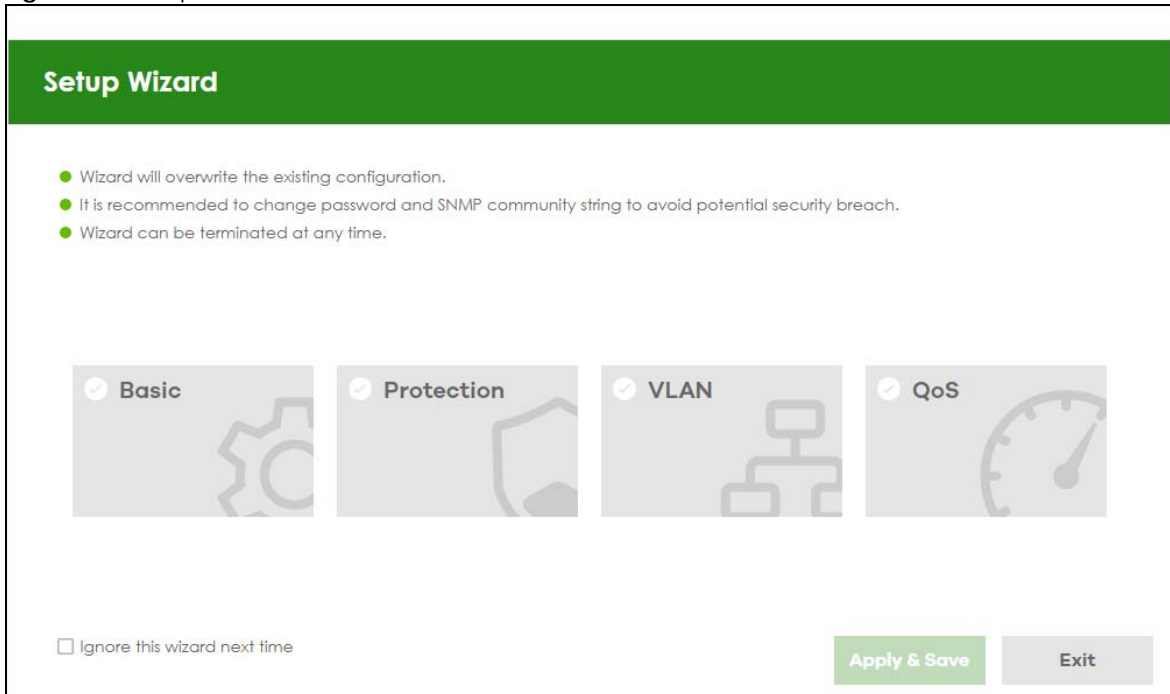 Setup Wizard
Wizard will overwrite the existing configuration.
It is recommended to change password and SNMP community string to avoid potential security breach.
Wizard can be terminated at any time.
Basic
Protection
VLAN
QoS
Ignore this wizard next time
Apply & Save
Exit